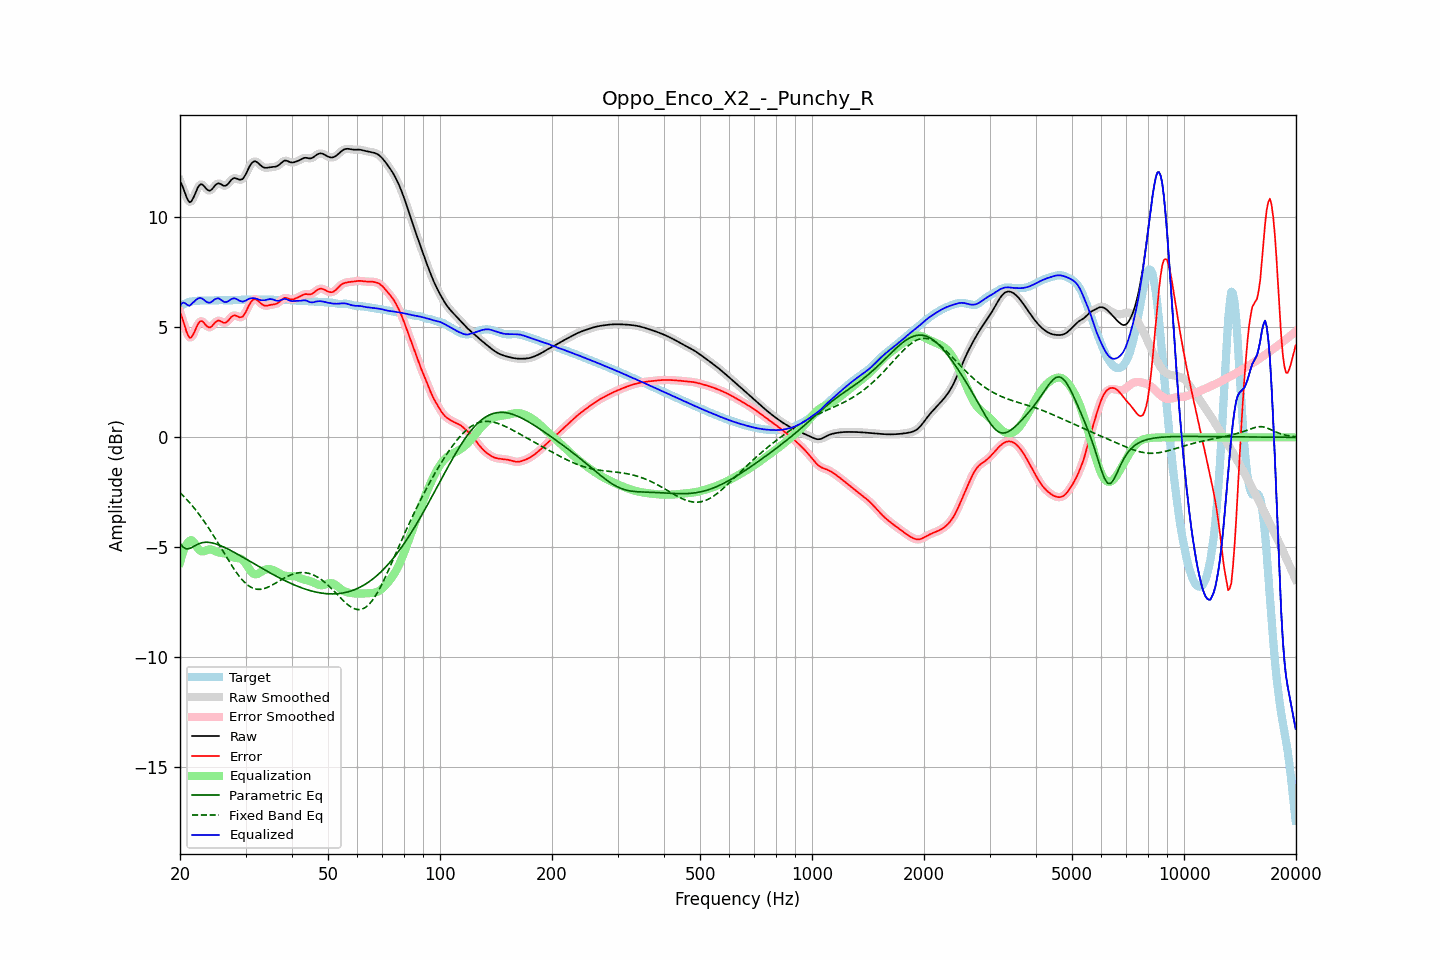 Oppo_Enco_X2_-_Punchy_R
Amplitude (dBr)
10
5
0
−5
−10
−15
Target
Raw Smoothed
Error Smoothed
Raw
Error
Equalization
Parametric Eq
Fixed Band Eq
Equalized
20 50 100 200 500 1000 2000 5000 10000 20000
Frequency (Hz)